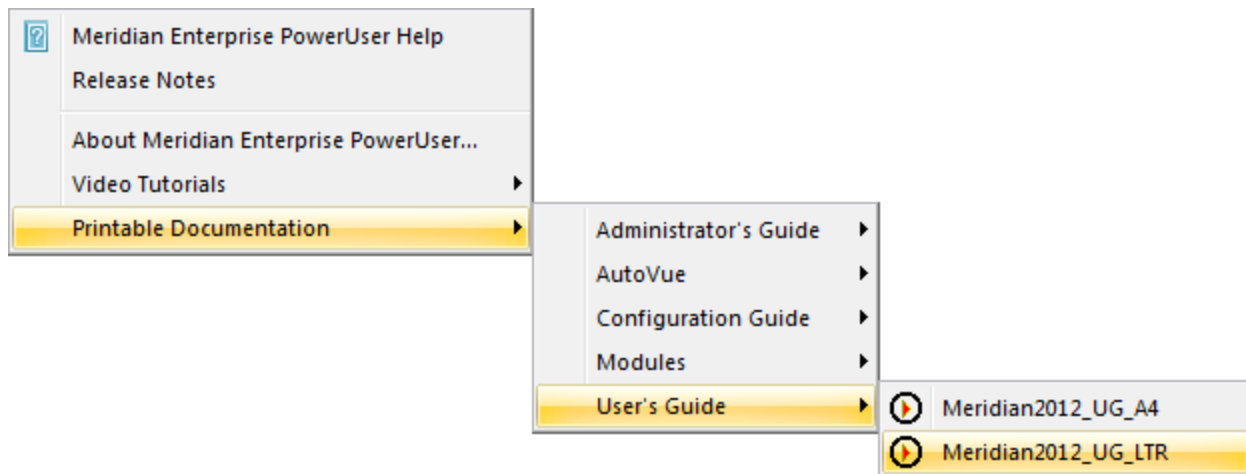 Meridian Enterprise PowerUser Help
Release Notes
About Meridian Enterprise PowerUser...
Video Tutorials
Printable Documentation
Administrator's Guide
AutoVue
Configuration Guide
Modules
User's Guide
Meridian2012_UG_A4
Meridian2012_UG_LTR